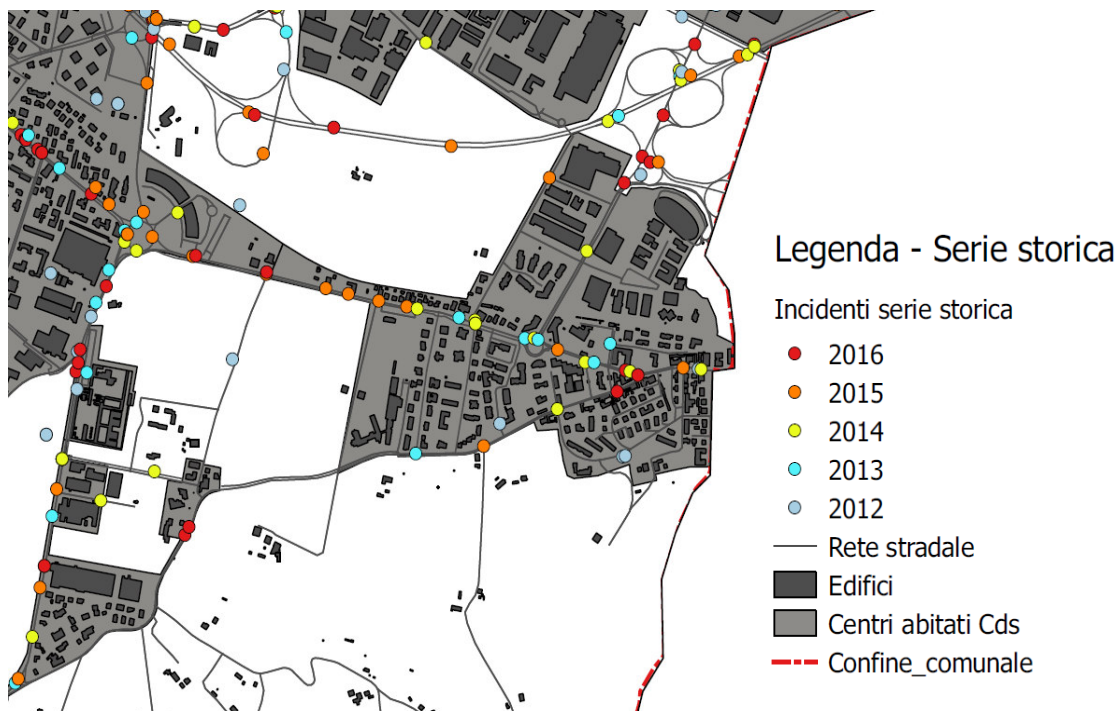 Legenda - Serie storica
Incidenti serie storica
2016
2015
2014
2013
2012
Rete stradale
Edifici
Centri abitati Cds
Confine_comunale